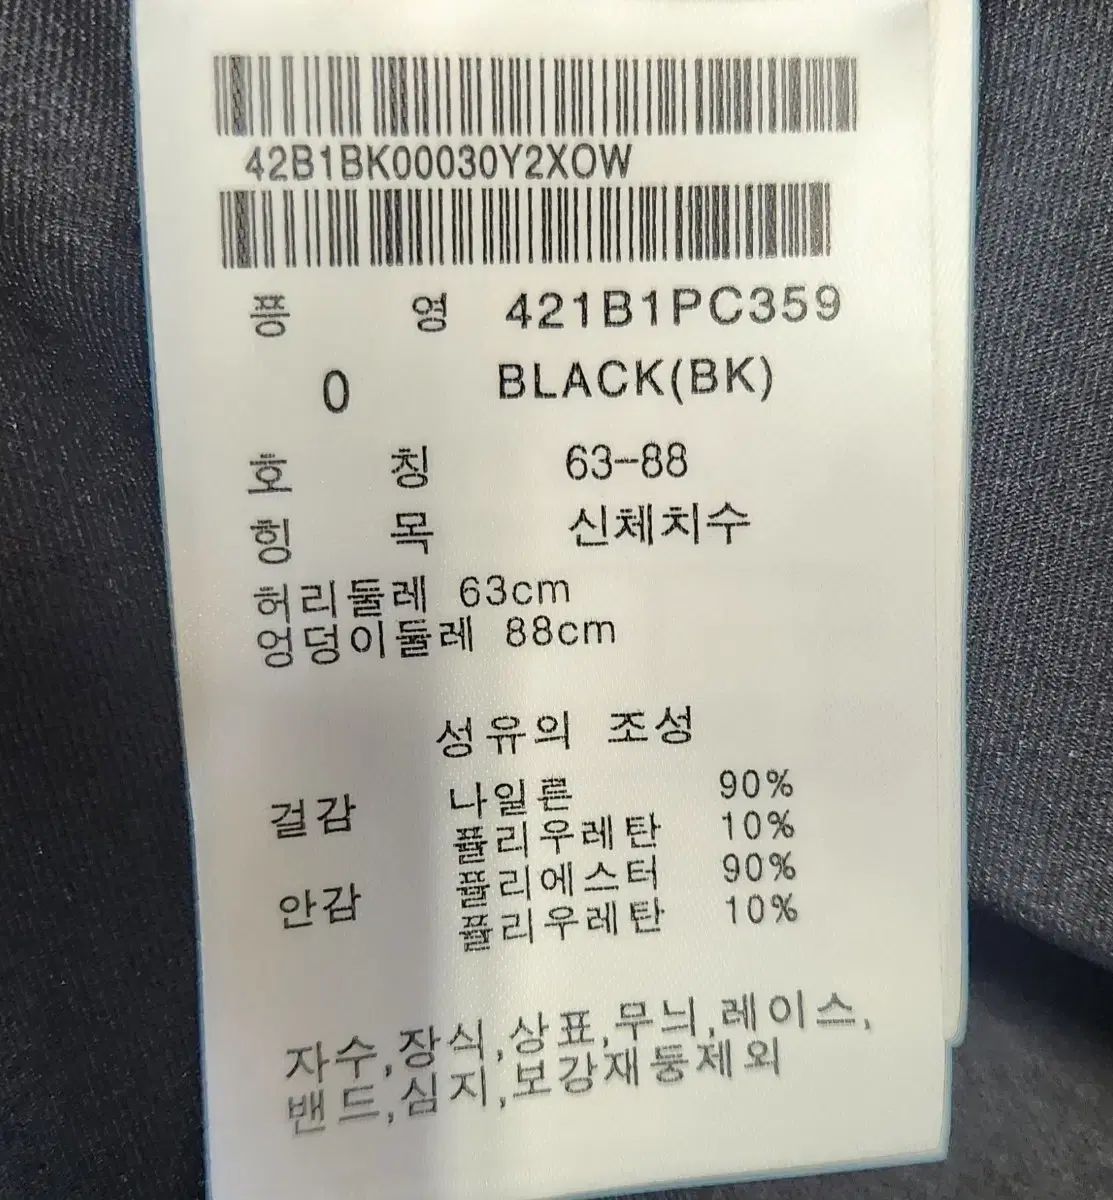 42B1BK00030Y2XOW
품 명 421B1PC359
0 BLACK(BK)
호 칭 63-88
항 목 신체치수
허리둘레 63cm
엉덩이둘레 88cm
섬유의 조성
겉감 나일론 90%
폴리우레탄 10%
안감 폴리에스터 90%
폴리우레탄 10%
자수,장식,상표,무늬,레이스,
밴드,심지,보강재등제외